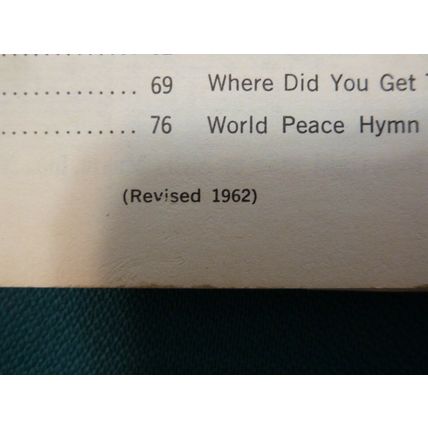 .............. 69 Where Did You Get
.............. 76 World Peace Hymn
(Revised 1962)